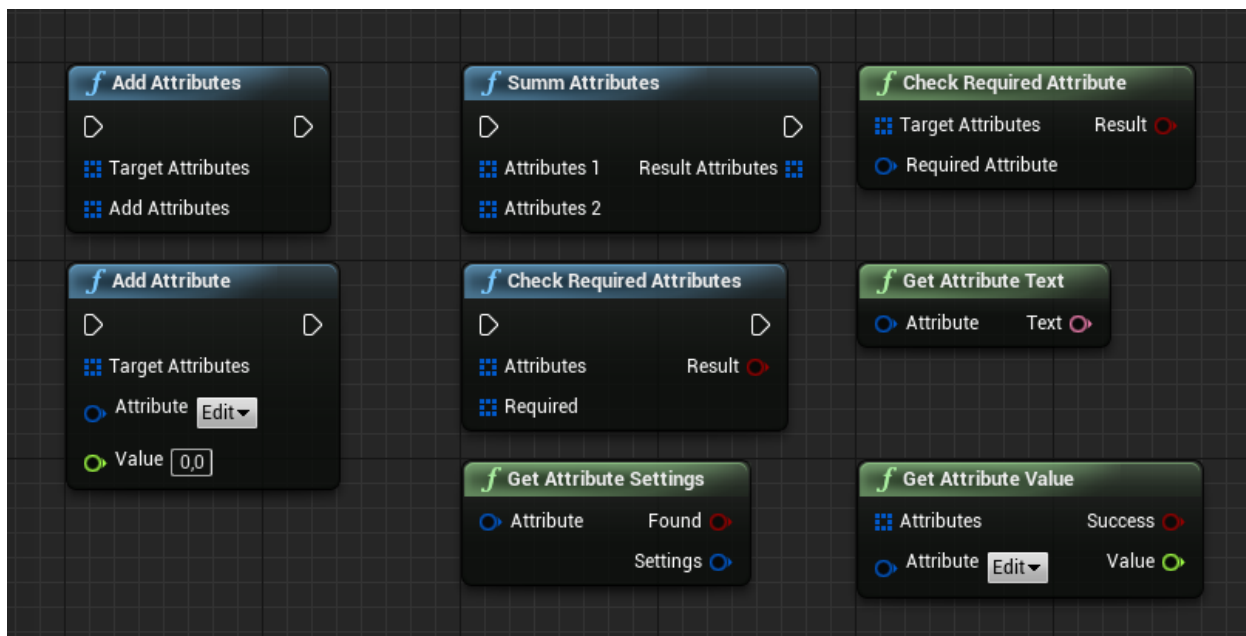 f Add Attributes
Target Attributes
Add Attributes
f Summ Attributes
Attributes 1 Result Attributes
Attributes 2
f Check Required Attribute
Target Attributes Result
Required Attribute
f Add Attribute
Target Attributes
Attribute Edit
Value 0,0
f Check Required Attributes
Attributes Result
Required
f Get Attribute Text
Attribute Text
f Get Attribute Settings
Attribute Found
Settings
f Get Attribute Value
Attributes Success
Attribute Edit Value